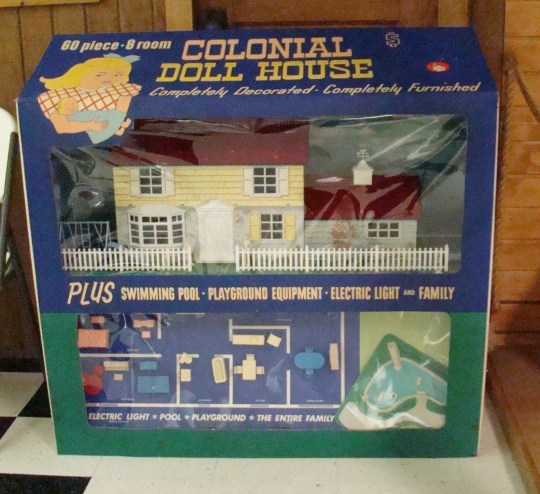 60 piece - 8 room
COLONIAL
DOLL HOUSE
$
Completely Decorated - Completely Furnished
PLUS SWIMMING POOL • PLAYGROUND EQUIPMENT • ELECTRIC LIGHT AND FAMILY
ELECTRIC LIGHT • POOL • PLAYGROUND • THE ENTIRE FAMILY